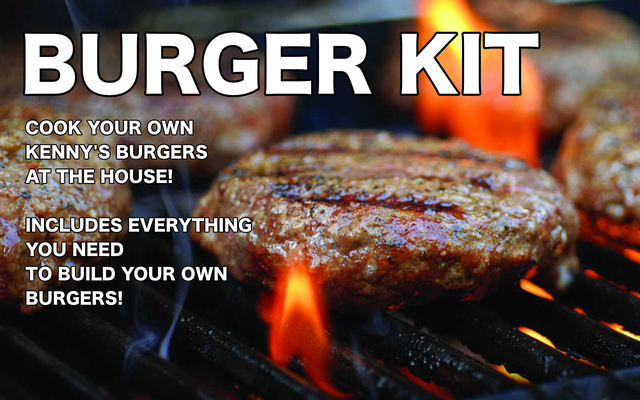 BURGER KIT
COOK YOUR OWN
KENNY'S BURGERS
AT THE HOUSE!
INCLUDES EVERYTHING
YOU NEED
TO BUILD YOUR OWN
BURGERS!